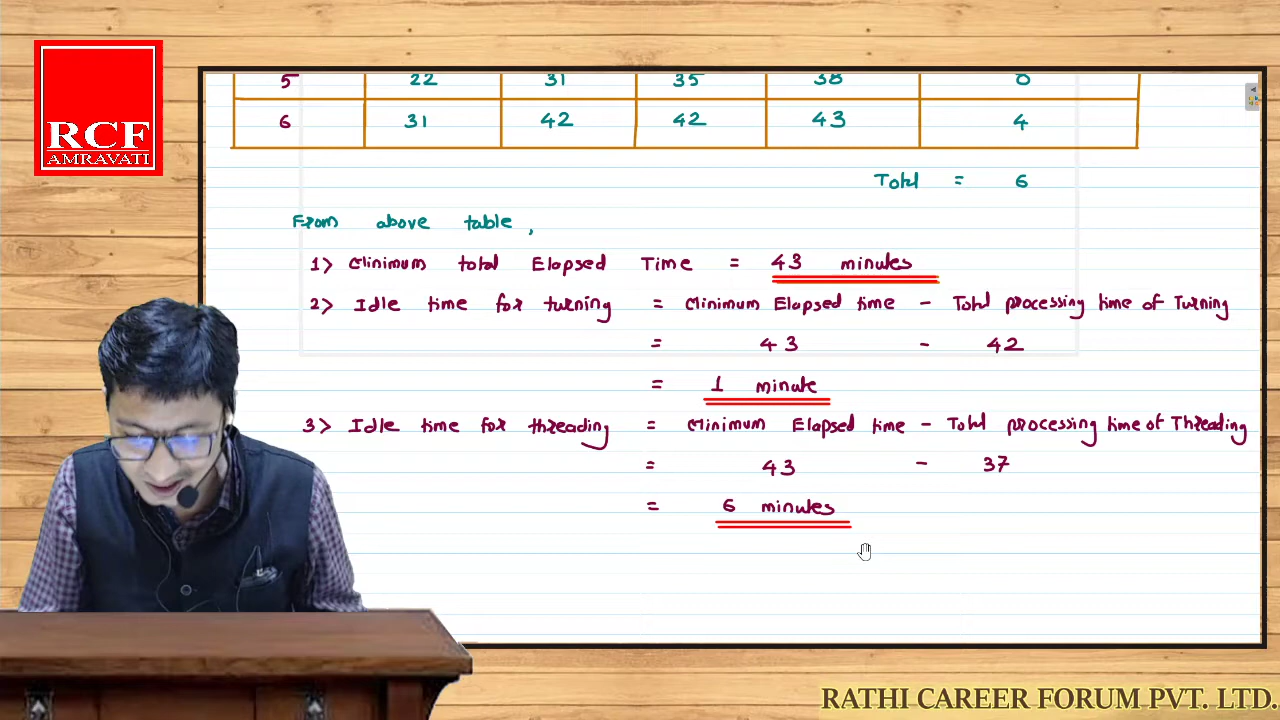 RCF
AMRAVATI
5 22 31 35 38 0
6 31 42 42 43 4
Total = 6
From above table,
1> Minimum total Elapsed Time = 43 minutes
2> Idle time for turning = Minimum Elapsed time - Total processing time of Turning
= 43 - 42
= 1 minute
3> Idle time for threading = Minimum Elapsed time - Total processing time of Threading
= 43 - 37
= 6 minutes
RATHI CAREER FORUM PVT. LTD.